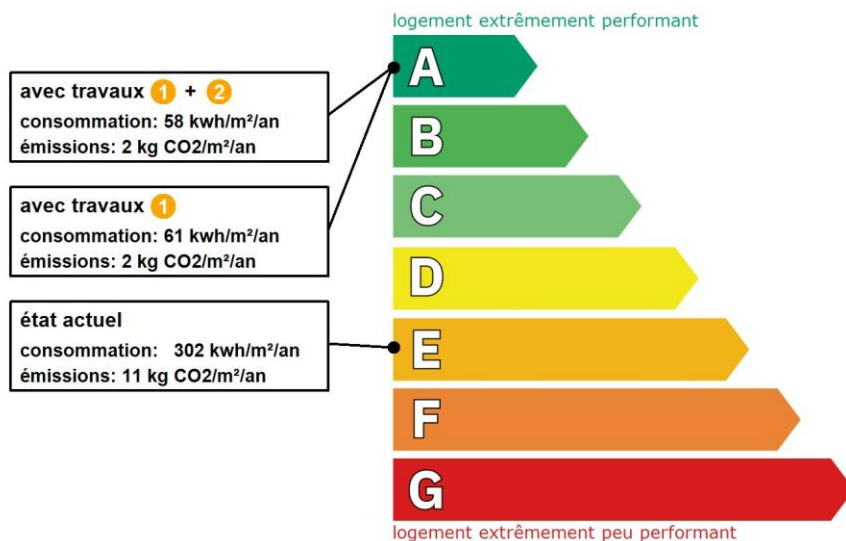 logement extrêmement performant
avec travaux 1 + 2
consommation: 58 kwh/m²/an
émissions: 2 kg CO2/m²/an
avec travaux 1
consommation: 61 kwh/m²/an
émissions: 2 kg CO2/m²/an
état actuel
consommation: 302 kwh/m²/an
émissions: 11 kg CO2/m²/an
A
B
C
D
E
F
G
logement extrêmement peu performant